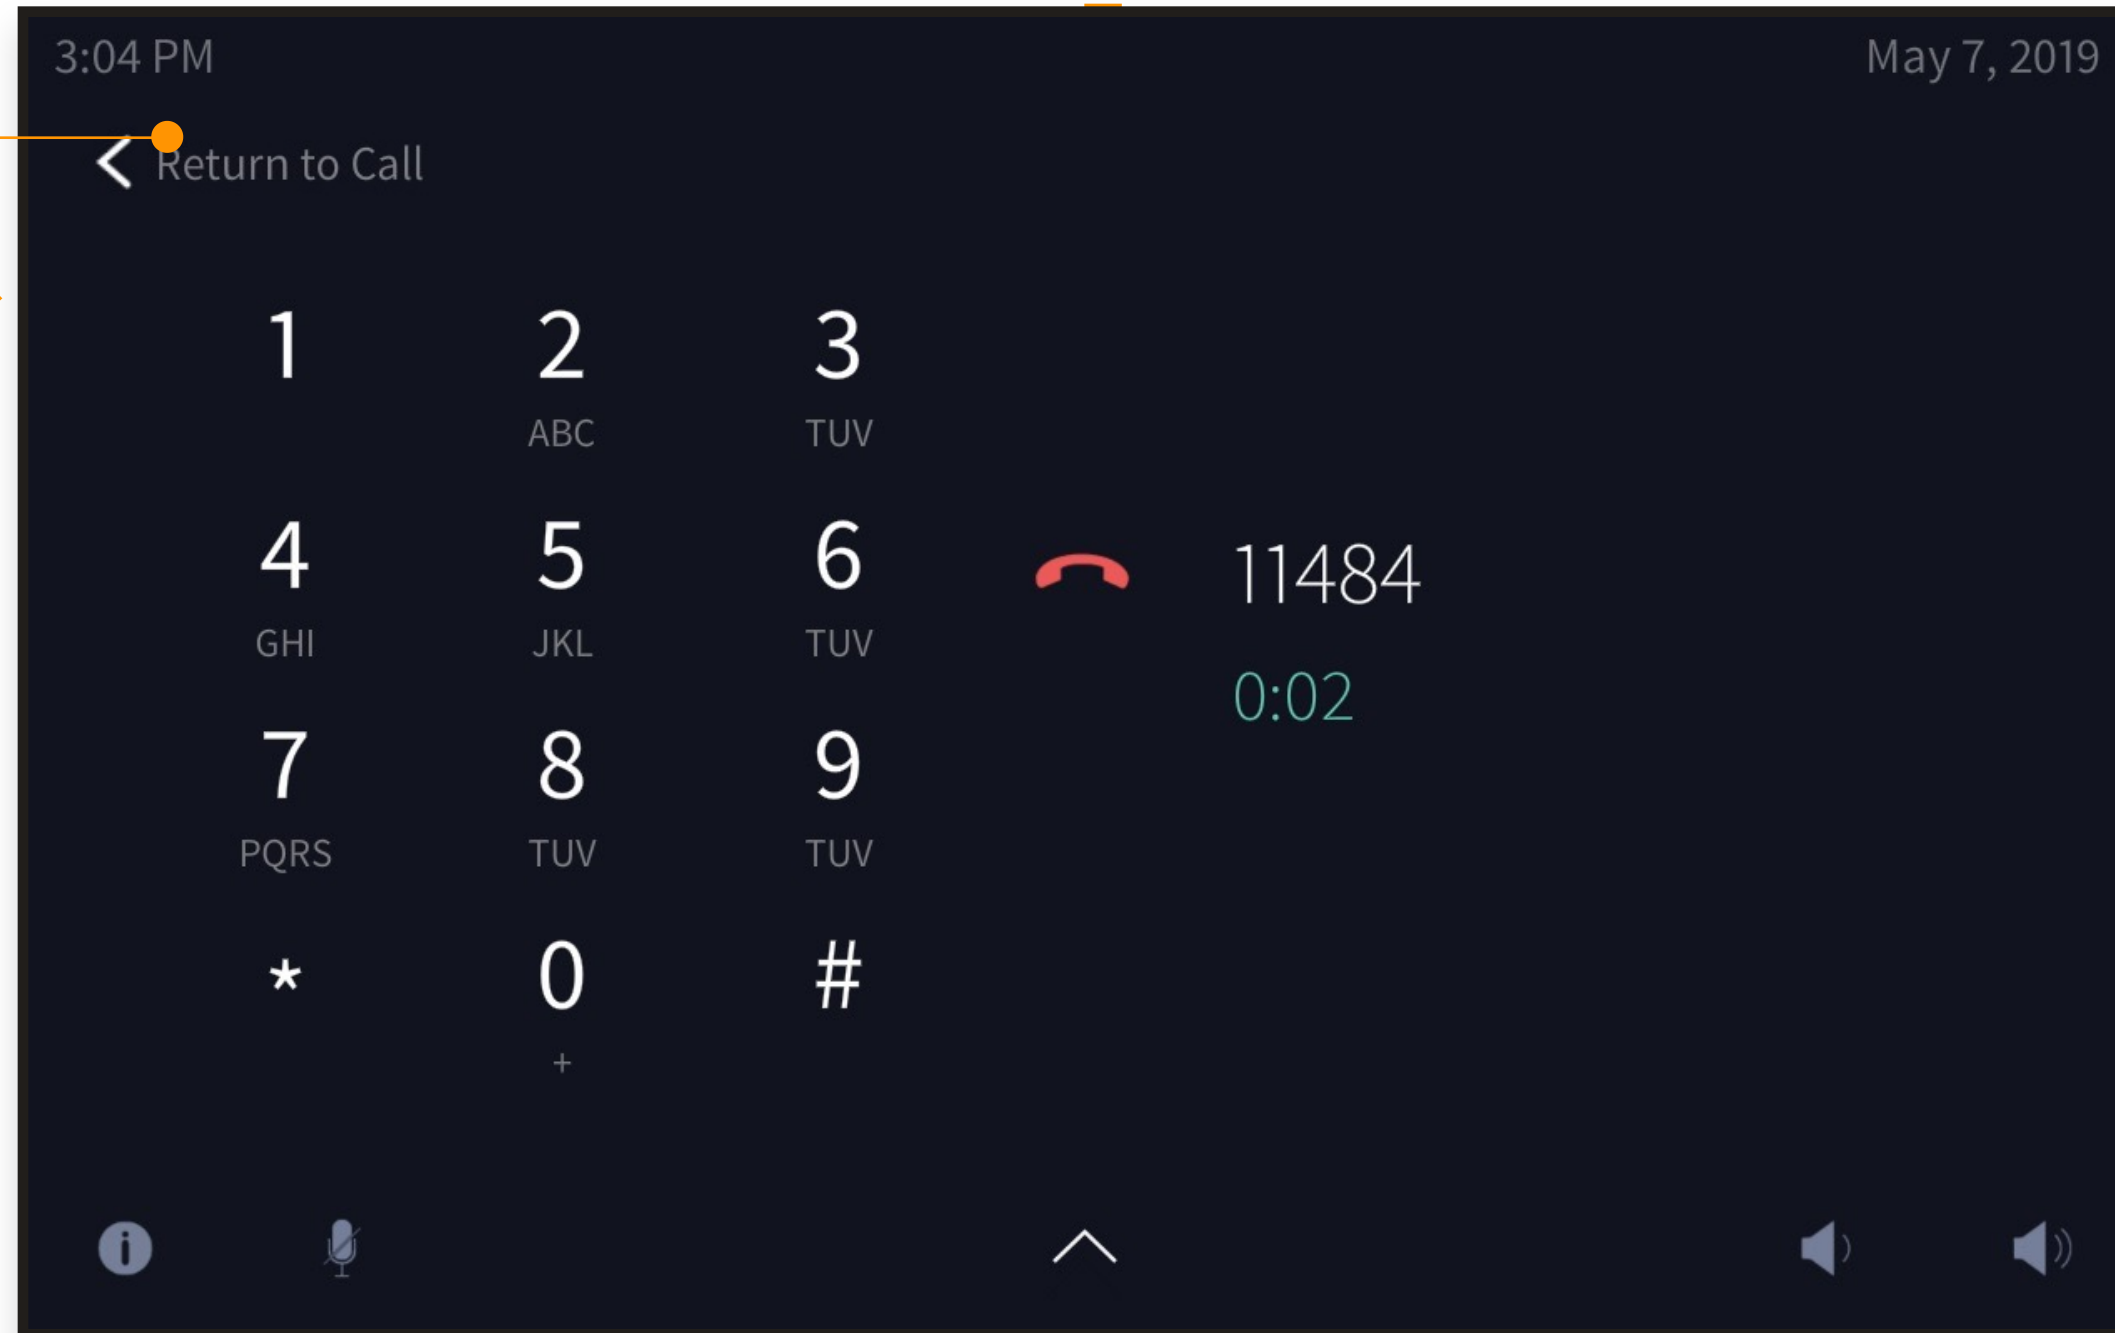 3:04 PM May 7, 2019
Return to Call
1 2 3
ABC TUV
4 5 6
GHI JKL TUV
11484
0:02
7 8 9
PQRS TUV TUV
* 0 #
+